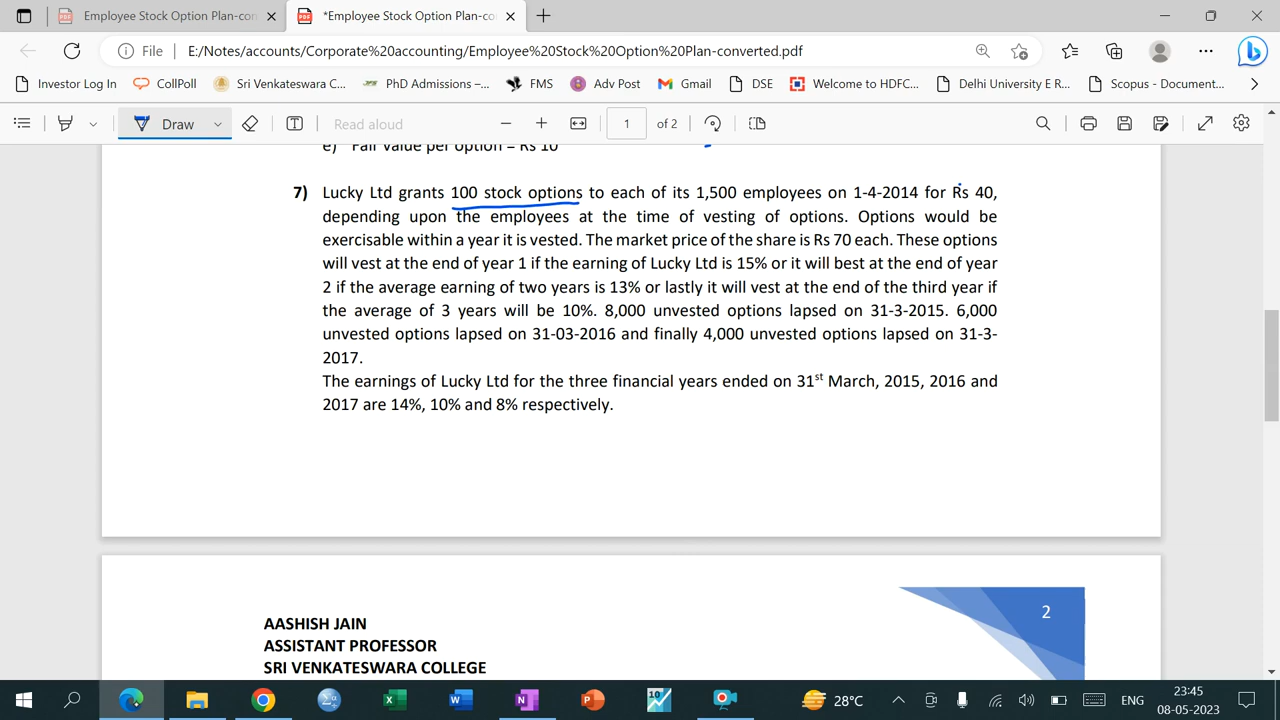 Employee Stock Option Plan-con
*Employee Stock Option Plan-co
File
E:/Notes/accounts/Corporate%20accounting/Employee%20Stock%20Option%20Plan-converted.pdf
Investor Log In
CollPoll
Sri Venkateswara C...
PhD Admissions –...
FMS
Adv Post
Gmail
DSE
Welcome to HDFC...
Delhi University E R...
Scopus - Document...
Draw
Read aloud
1
of 2
e) Fair Value per option = Rs 10
7) Lucky Ltd grants 100 stock options to each of its 1,500 employees on 1-4-2014 for Rs 40,
depending upon the employees at the time of vesting of options. Options would be
exercisable within a year it is vested. The market price of the share is Rs 70 each. These options
will vest at the end of year 1 if the earning of Lucky Ltd is 15% or it will best at the end of year
2 if the average earning of two years is 13% or lastly it will vest at the end of the third year if
the average of 3 years will be 10%. 8,000 unvested options lapsed on 31-3-2015. 6,000
unvested options lapsed on 31-03-2016 and finally 4,000 unvested options lapsed on 31-3-
2017.
The earnings of Lucky Ltd for the three financial years ended on 31st March, 2015, 2016 and
2017 are 14%, 10% and 8% respectively.
2
AASHISH JAIN
ASSISTANT PROFESSOR
SRI VENKATESWARA COLLEGE
28°C
ENG
23:45
08-05-2023